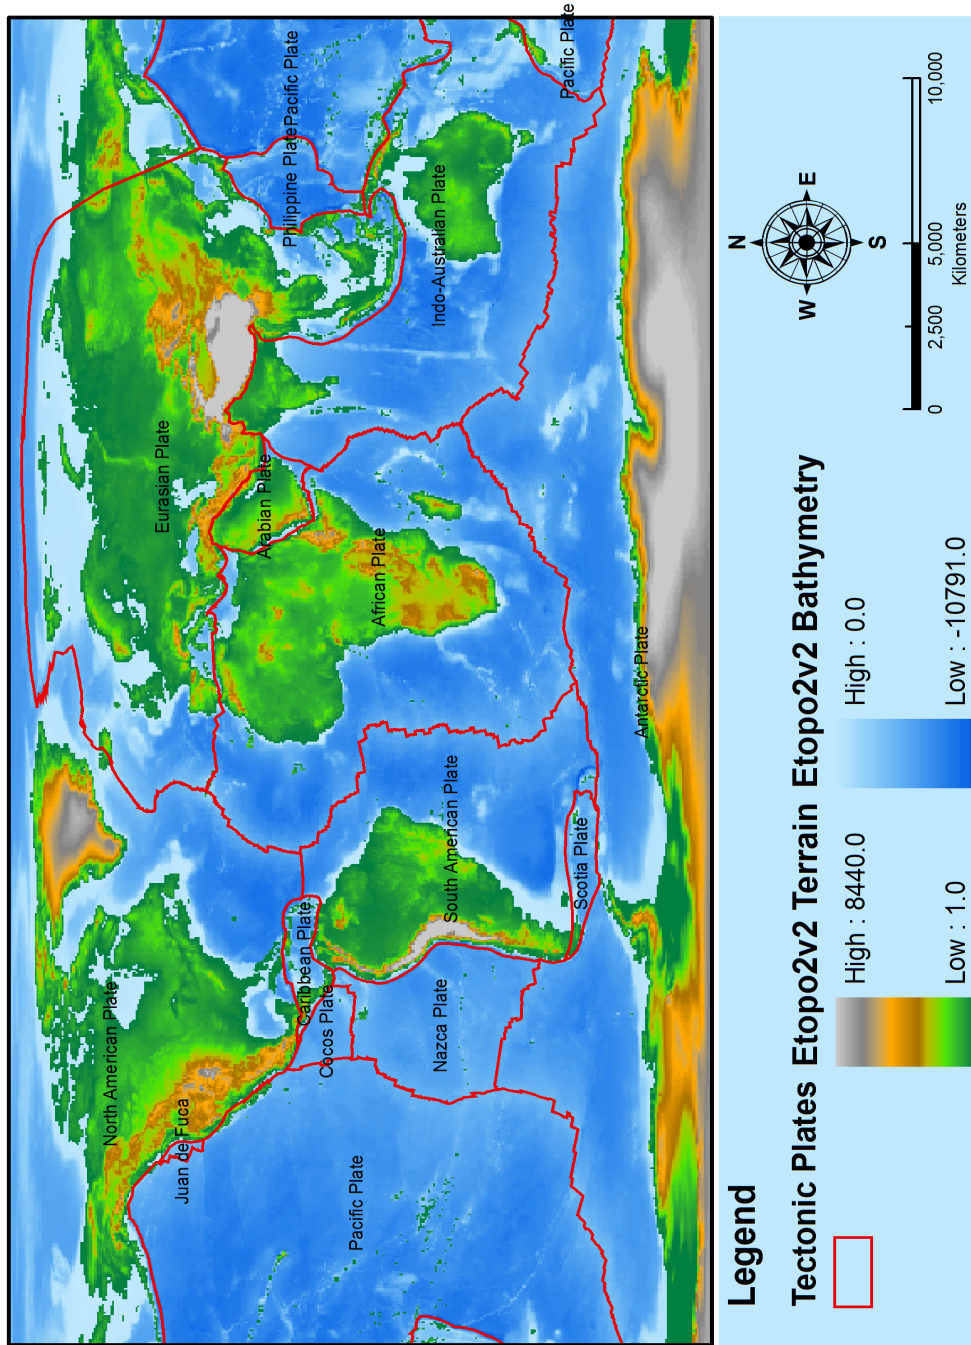 North American Plate
Eurasian Plate
Juan de Fuca
Arabian Plate
Philippine Plate
Pacific Plate
Caribbean Plate
Cocos Plate
Pacific Plate
African Plate
Nazca Plate
South American Plate
Indo-Australian Plate
Pacific Plate
Scotia Plate
Antarctic Plate
Legend
Tectonic Plates
Etopo2v2 Terrain
High : 8440.0
Low : 1.0
Etopo2v2 Bathymetry
High : 0.0
Low : -10791.0
N
W
E
S
0
2,500
5,000
10,000
Kilometers